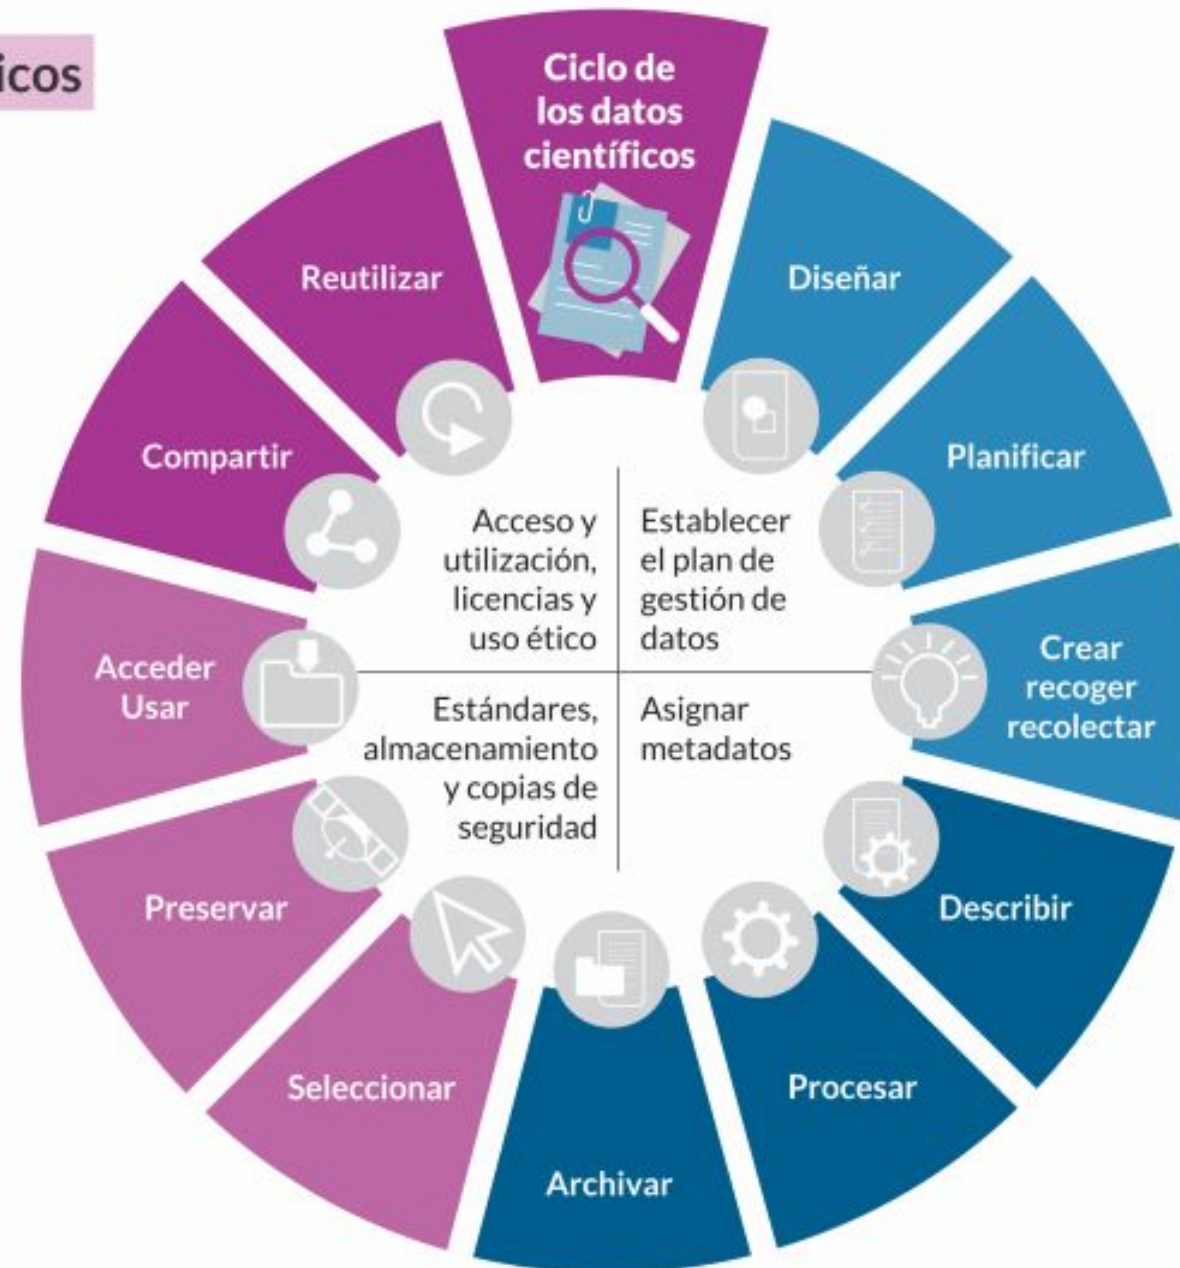 icos
Ciclo de
los datos
científicos
Diseñar
Planificar
Crear
recoger
recolectar
Describir
Procesar
Archivar
Seleccionar
Preservar
Acceder
Usar
Compartir
Reutilizar
Acceso y
utilización,
licencias y
uso ético
Establecer
el plan de
gestión de
datos
Estándares,
almacenamiento
y copias de
seguridad
Asignar
metadatos